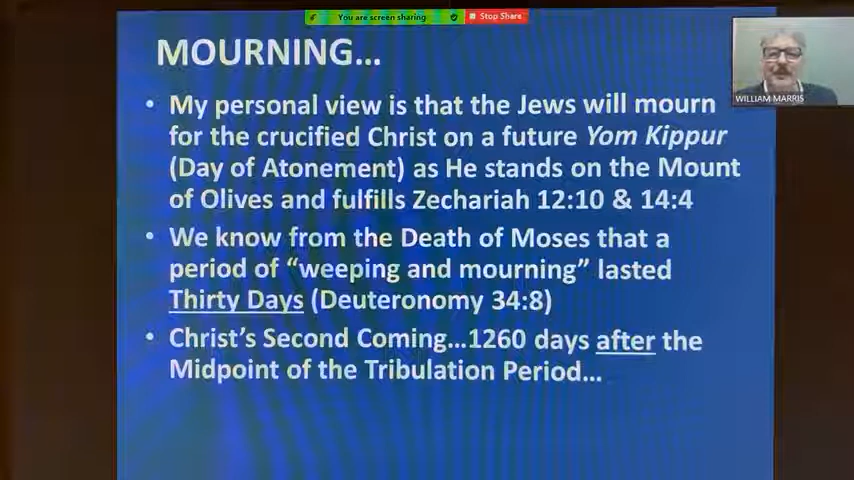 You are screen sharing
Stop Share
MOURNING...
WILLIAM MARRIS
• My personal view is that the Jews will mourn
for the crucified Christ on a future Yom Kippur
(Day of Atonement) as He stands on the Mount
of Olives and fulfills Zechariah 12:10 & 14:4
• We know from the Death of Moses that a
period of “weeping and mourning” lasted
Thirty Days (Deuteronomy 34:8)
• Christ’s Second Coming...1260 days after the
Midpoint of the Tribulation Period...